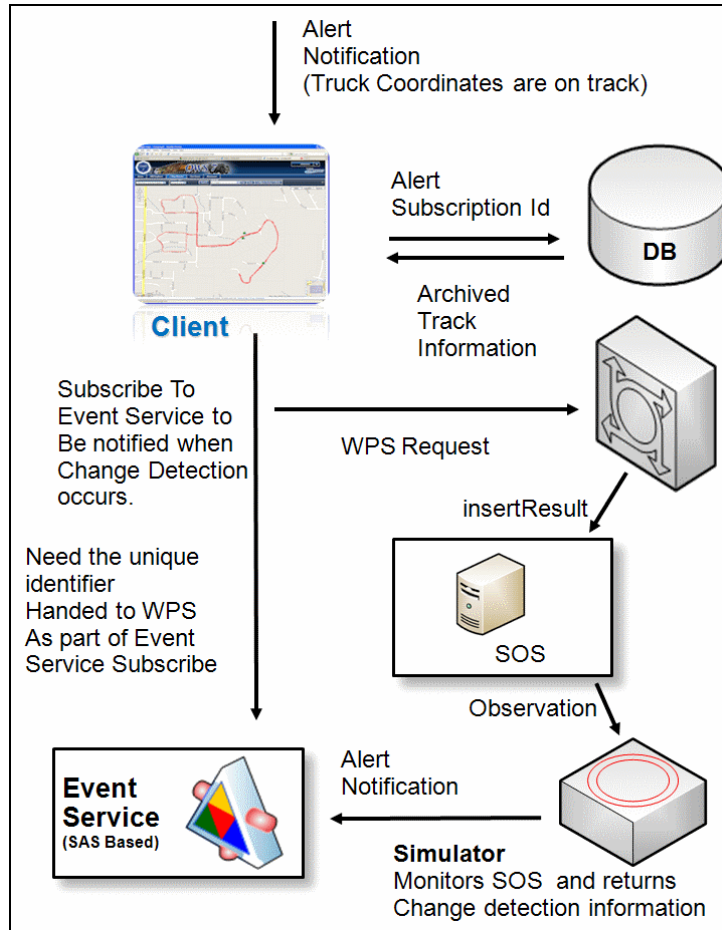 Alert
Notification
(Truck Coordinates are on track)
Alert
Subscription Id
DB
Archived
Track
Information
Client
Subscribe To
Event Service to
Be notified when
Change Detection
occurs.
WPS Request
insertResult
Need the unique
identifier
Handed to WPS
As part of Event
Service Subscribe
SOS
Observation
Event
Service
(SAS Based)
Alert
Notification
Simulator
Monitors SOS and returns
Change detection information